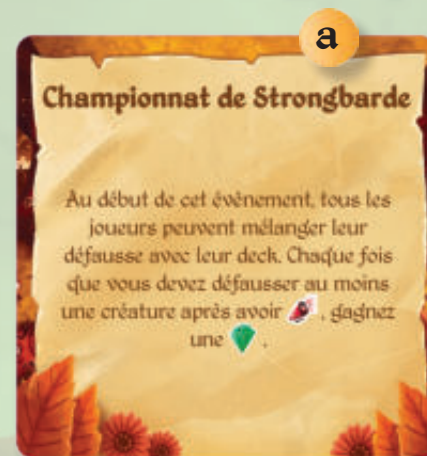 a
Championnat de Strongbarde
Au début de cet évènement, tous les
joueurs peuvent mélanger leur
défausse avec leur deck. Chaque fois
que vous devez défausser au moins
une créature après avoir , gagnez
une .